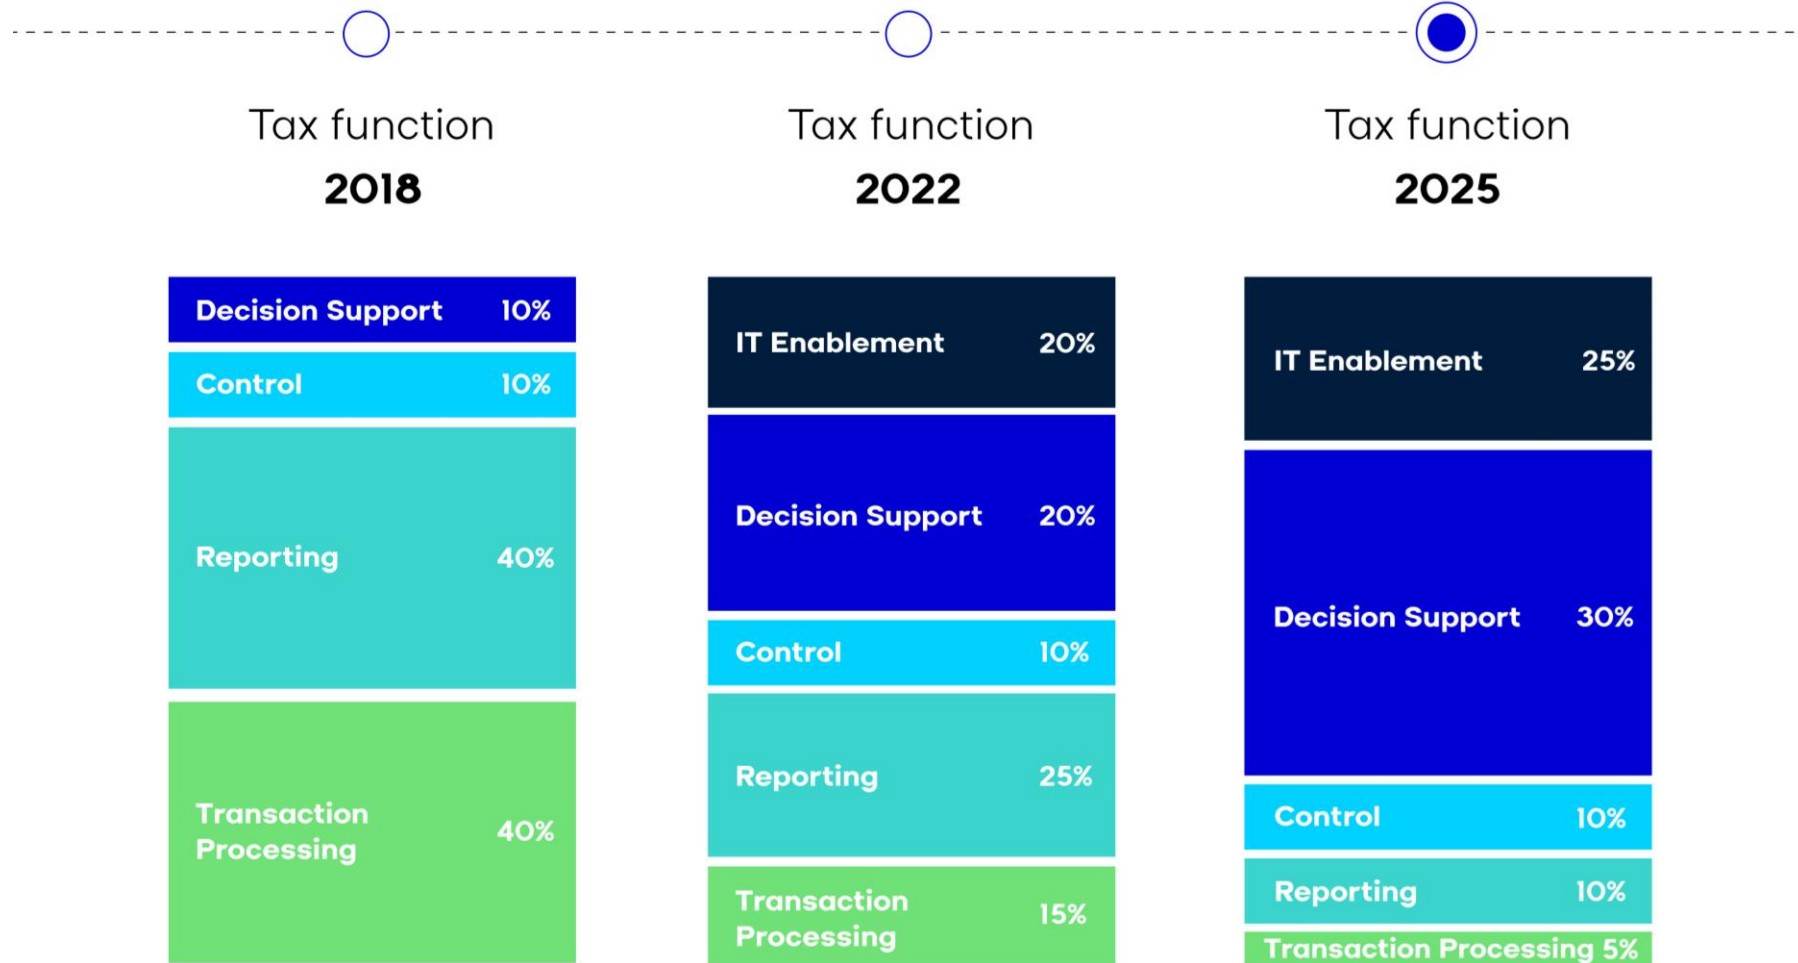 Tax function
2018
Decision Support 10%
Control 10%
Reporting 40%
Transaction
Processing 40%
Tax function
2022
IT Enablement 20%
Decision Support 20%
Control 10%
Reporting 25%
Transaction
Processing 15%
Tax function
2025
IT Enablement 25%
Decision Support 30%
Control 10%
Reporting 10%
Transaction Processing 5%